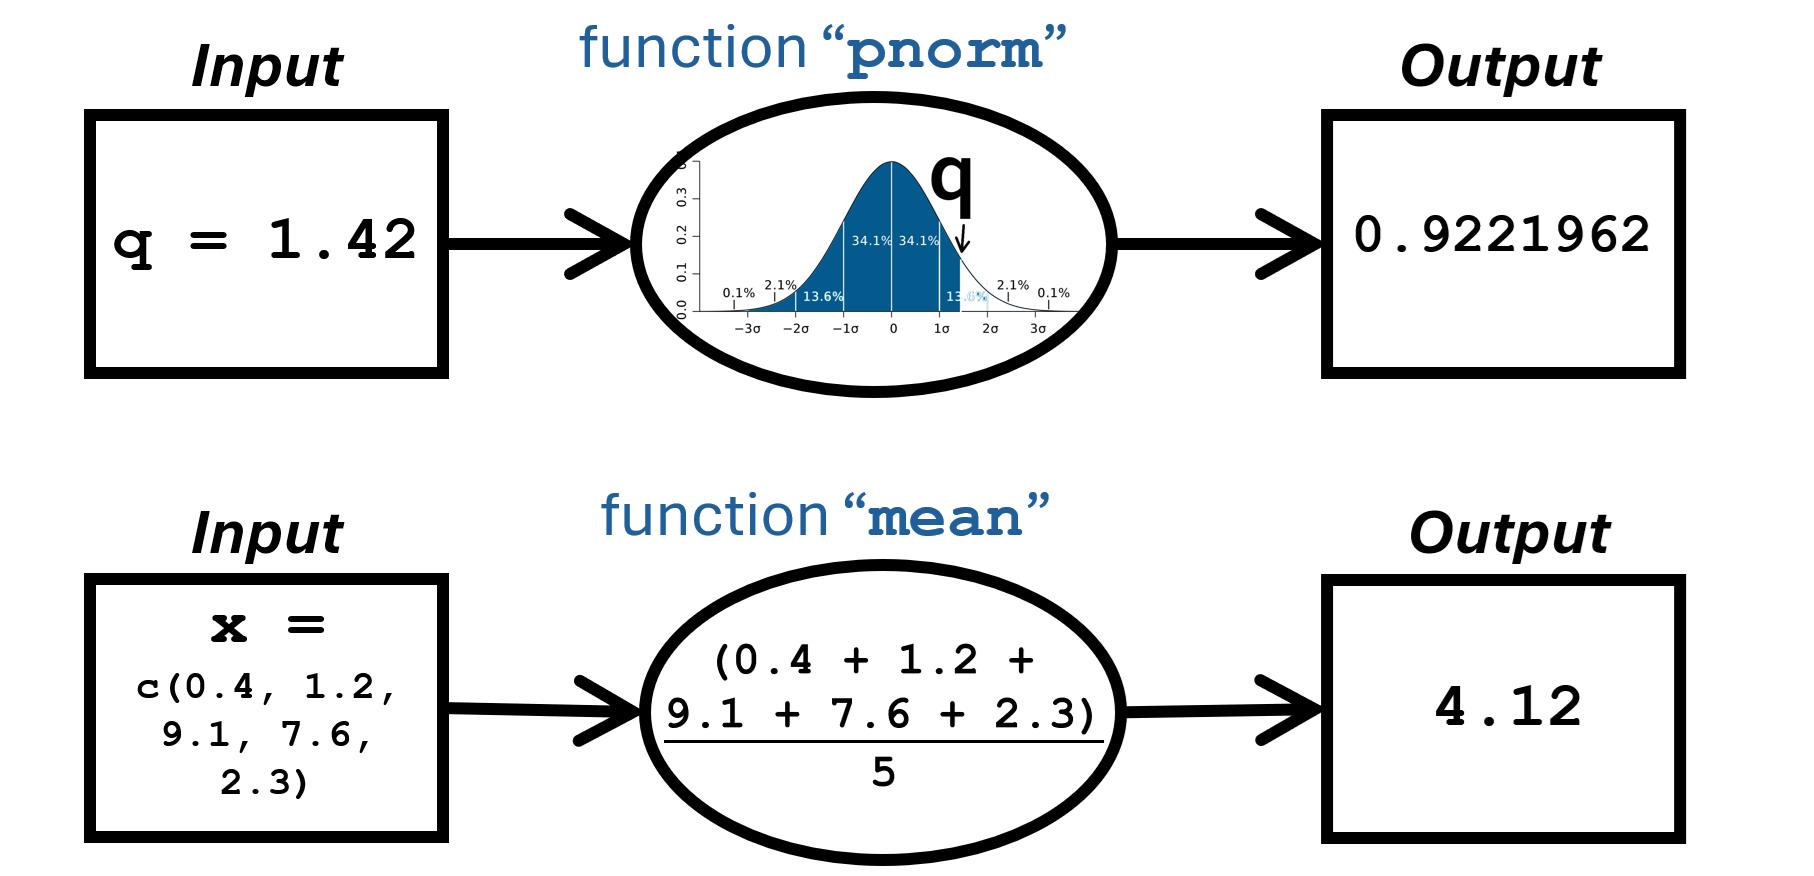 Input
function “pnorm”
Output
q = 1.42
q
0.0
0.1
0.2
0.3
34.1% 34.1%
0.1%
2.1%
13.6%
13.6%
2.1%
0.1%
−3σ −2σ −1σ 0 1σ 2σ 3σ
0.9221962
Input
function “mean”
Output
x =
c(0.4, 1.2,
9.1, 7.6,
2.3)
(0.4 + 1.2 +
9.1 + 7.6 + 2.3)
5
4.12